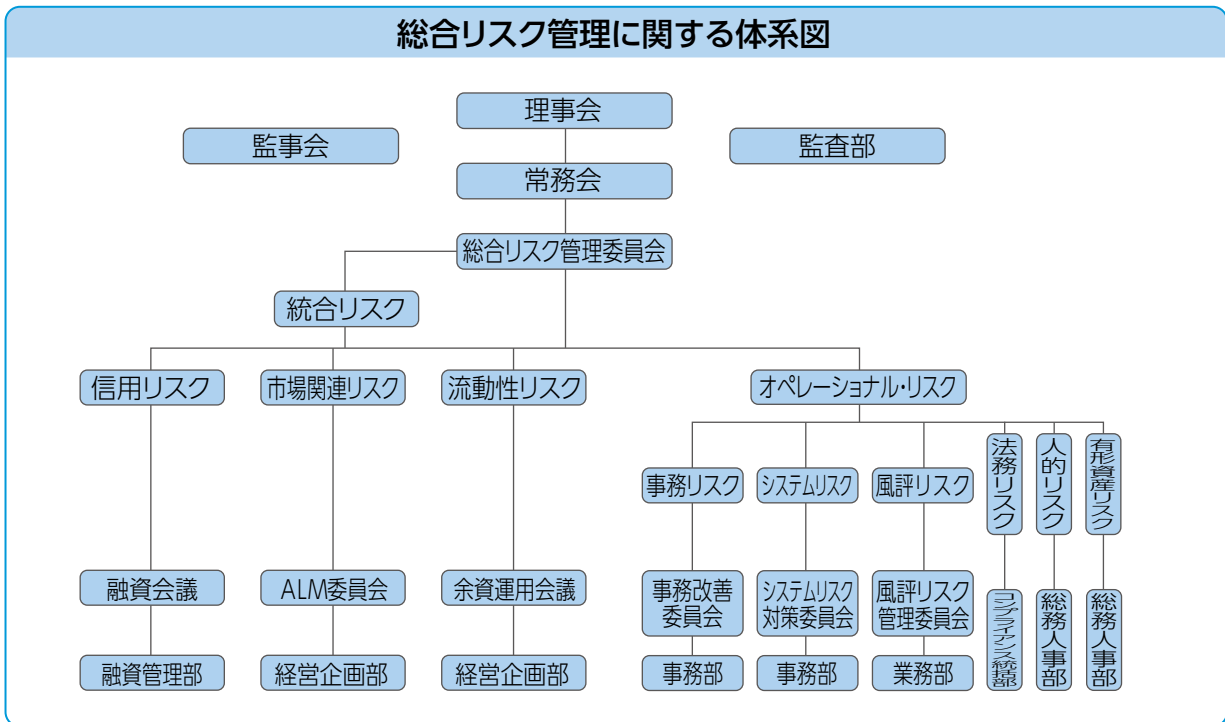 総合リスク管理に関する体系図
理事会
監事会
監査部
常務会
総合リスク管理委員会
統合リスク
信用リスク
市場関連リスク
流動性リスク
オペレーショナル・リスク
事務リスク
システムリスク
風評リスク
法務リスク
人的リスク
有形資産リスク
融資会議
ALM委員会
余資運用会議
事務改善
委員会
システムリスク
対策委員会
風評リスク
管理委員会
コンプライアンス統括部
総務人事部
総務人事部
融資管理部
経営企画部
経営企画部
事務部
事務部
業務部